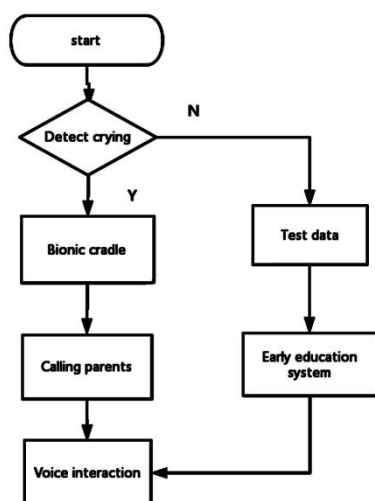 start
Detect crying
N
Y
Bionic cradle
Test data
Calling parents
Early education
system
Voice interaction